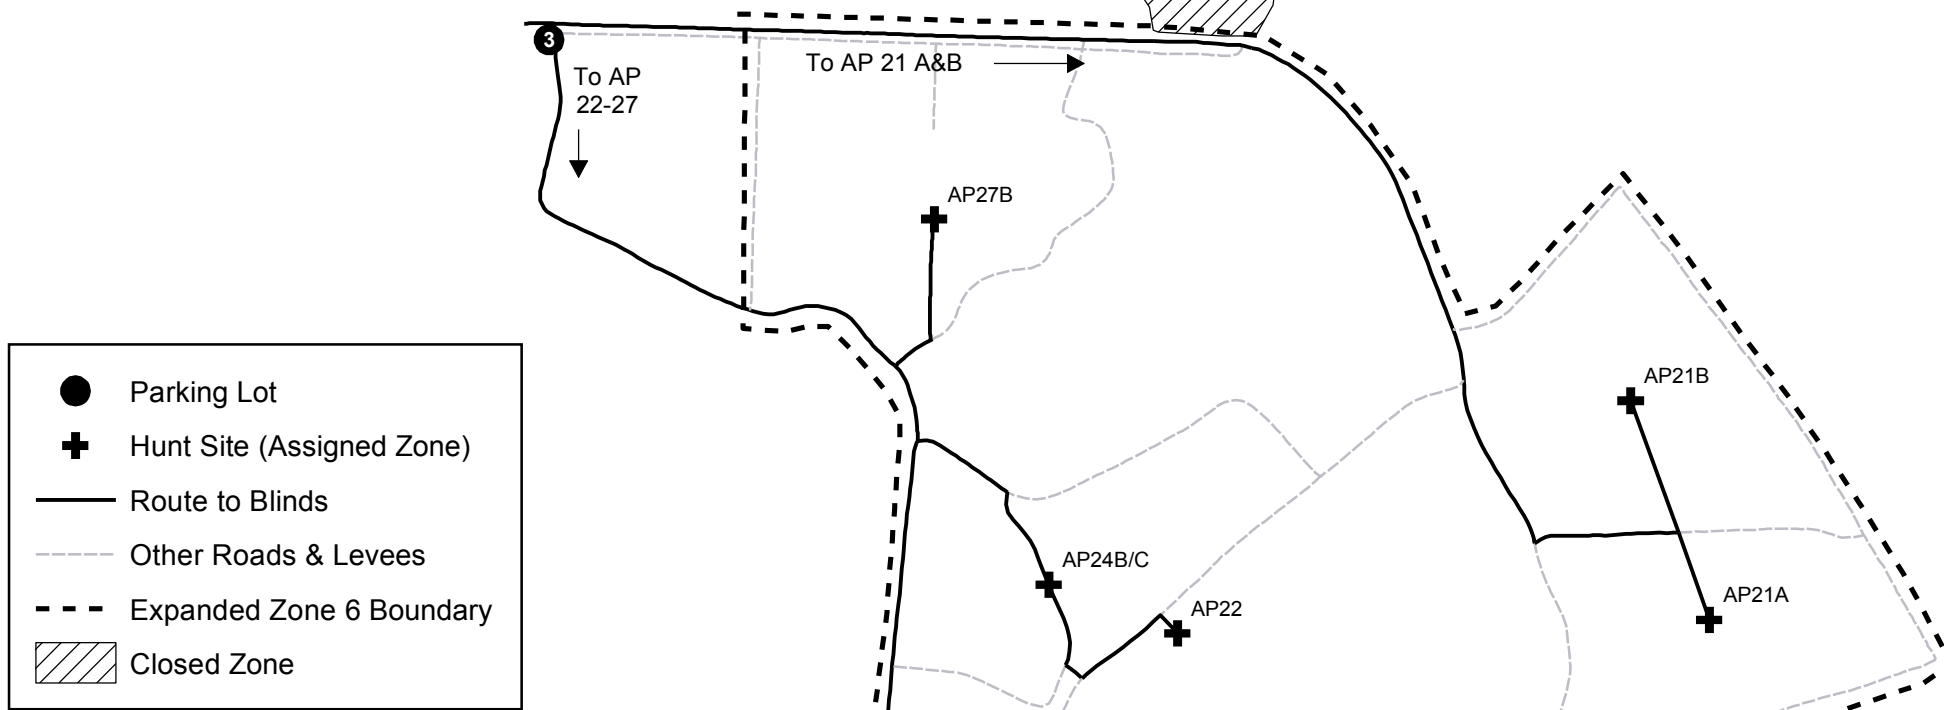 3
To AP
22-27
To AP 21 A&B
AP27B
AP21B
AP24B/C
AP22
AP21A
Parking Lot
Hunt Site (Assigned Zone)
Route to Blinds
Other Roads & Levees
Expanded Zone 6 Boundary
Closed Zone